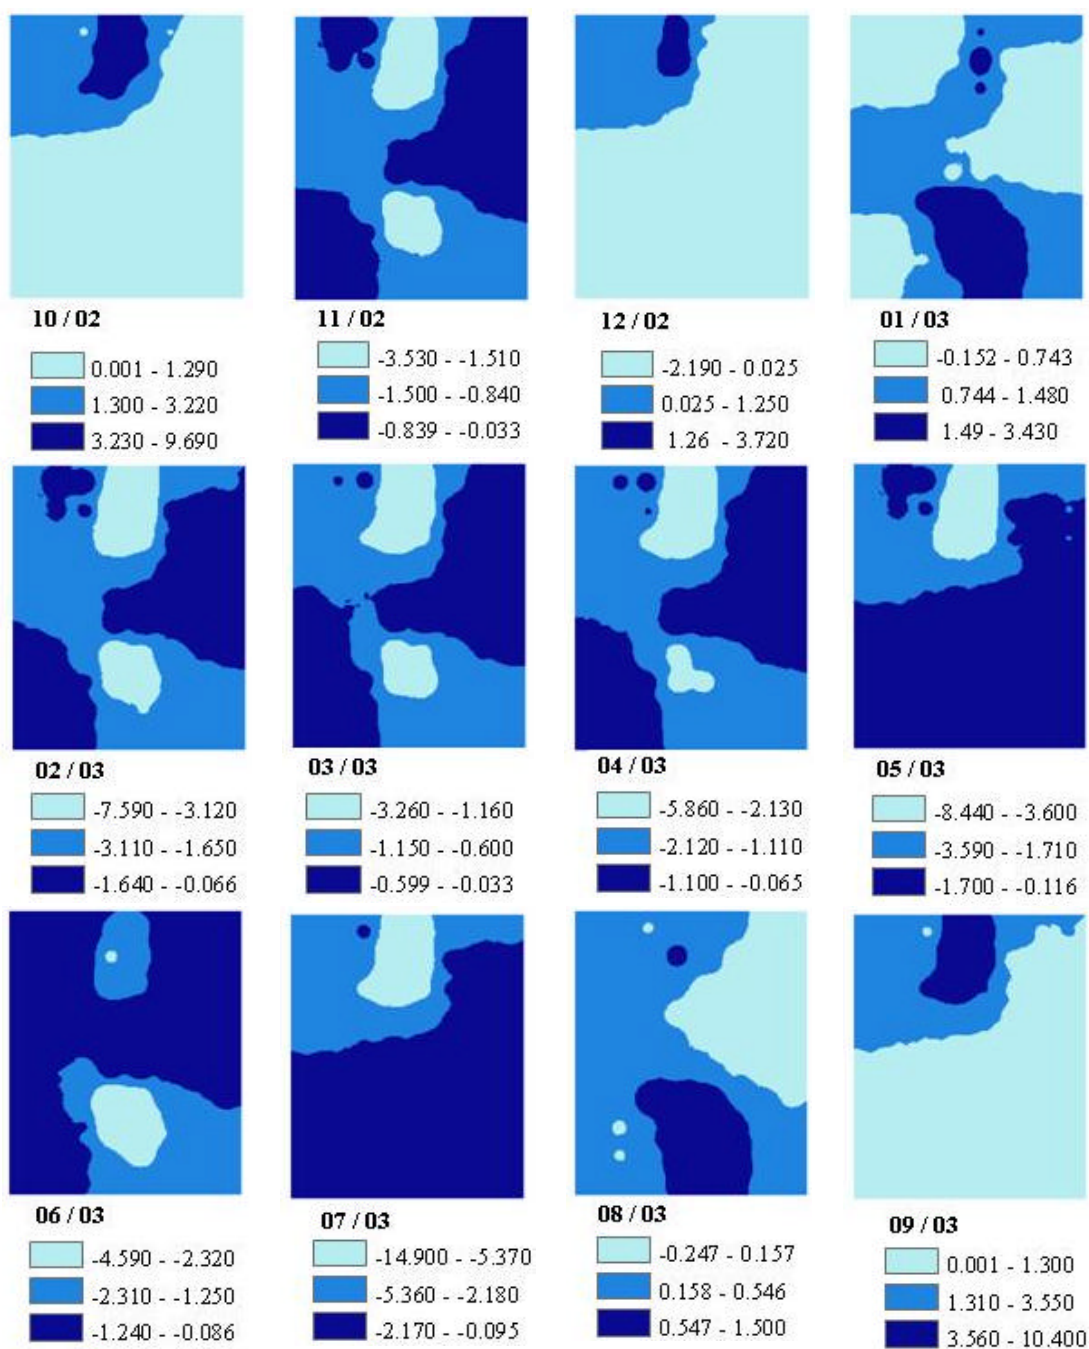 10 / 02
0.001 - 1.290
1.300 - 3.220
3.230 - 9.690
11 / 02
-3.530 - -1.510
-1.500 - -0.840
-0.839 - -0.033
12 / 02
-2.190 - 0.025
0.025 - 1.250
1.26 - 3.720
01 / 03
-0.152 - 0.743
0.744 - 1.480
1.49 - 3.430
02 / 03
-7.590 - -3.120
-3.110 - -1.650
-1.640 - -0.066
03 / 03
-3.260 - -1.160
-1.150 - -0.600
-0.599 - -0.033
04 / 03
-5.860 - -2.130
-2.120 - -1.110
-1.100 - -0.065
05 / 03
-8.440 - -3.600
-3.590 - -1.710
-1.700 - -0.116
06 / 03
-4.590 - -2.320
-2.310 - -1.250
-1.240 - -0.086
07 / 03
-14.900 - -5.370
-5.360 - -2.180
-2.170 - -0.095
08 / 03
-0.247 - 0.157
0.158 - 0.546
0.547 - 1.500
09 / 03
0.001 - 1.300
1.310 - 3.550
3.560 - 10.400